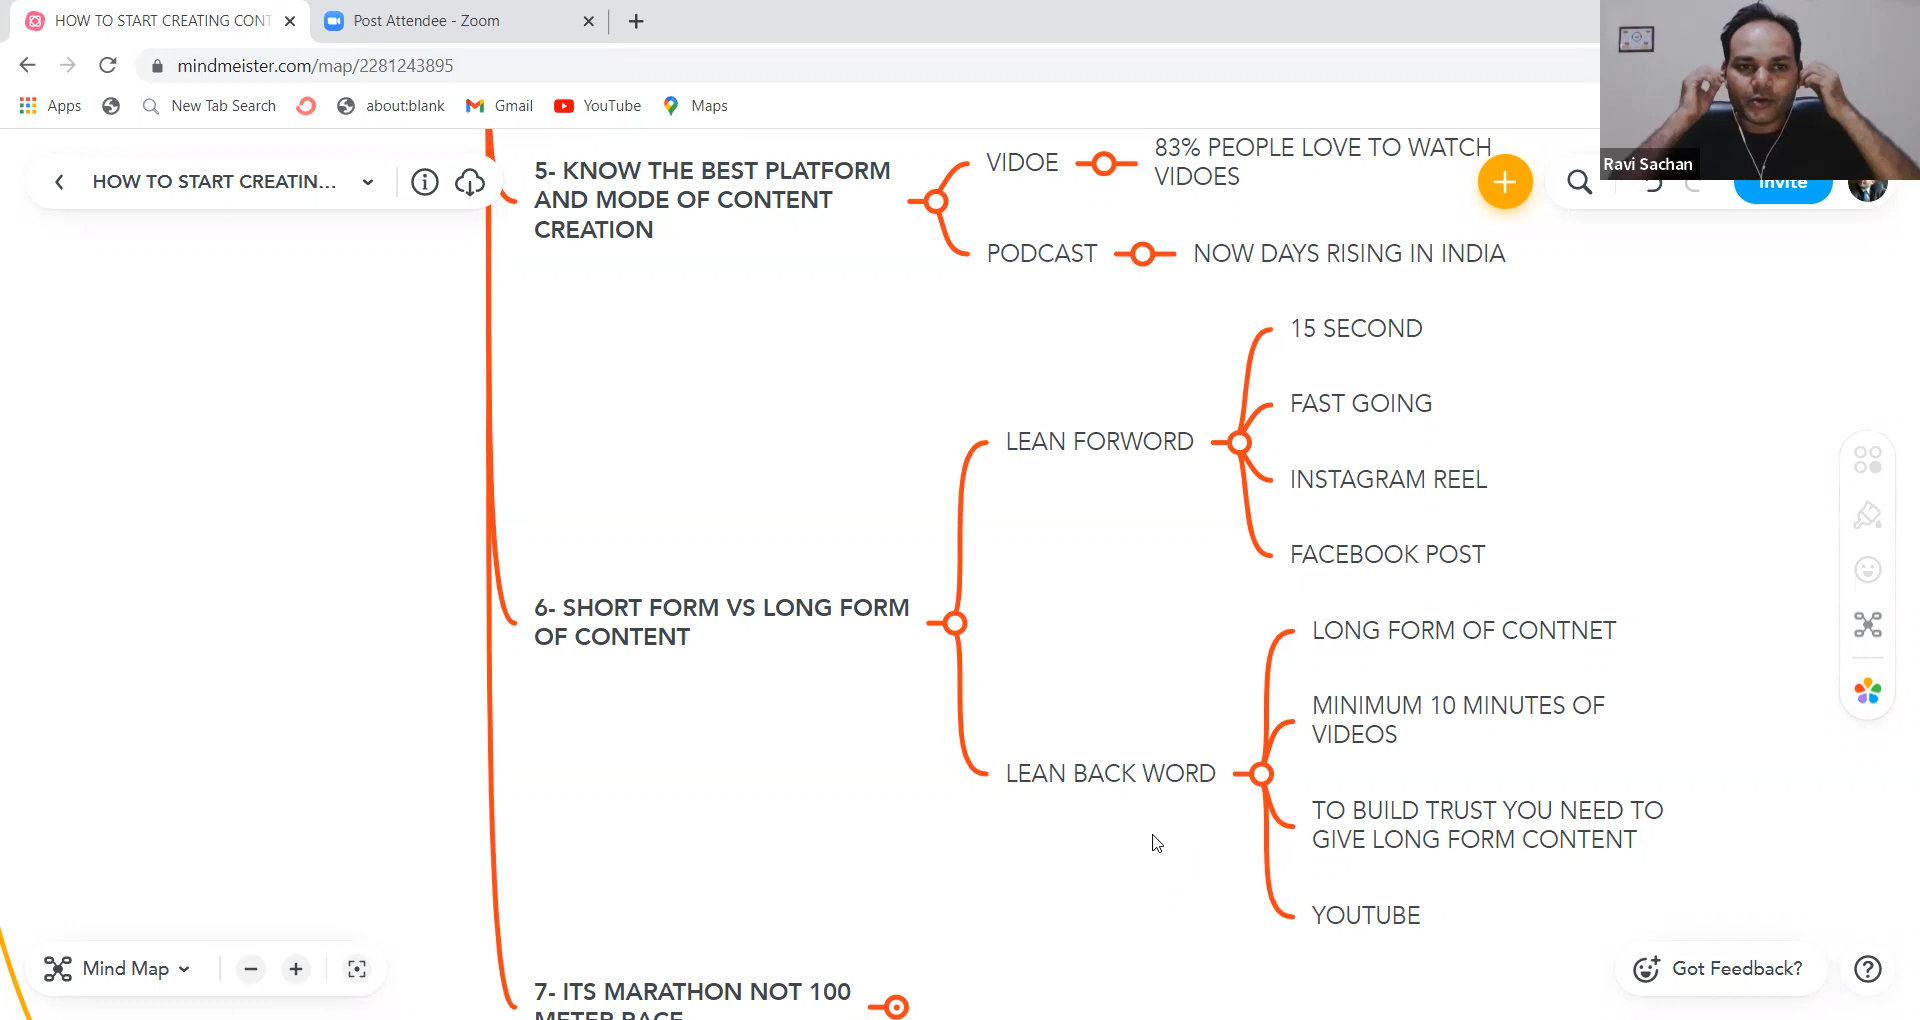 HOW TO START CREATING CONT
Post Attendee - Zoom
mindmeister.com/map/2281243895
Apps
New Tab Search
about:blank
Gmail
YouTube
Maps
Ravi Sachan
HOW TO START CREATIN...
Invite
5- KNOW THE BEST PLATFORM
AND MODE OF CONTENT
CREATION
VIDOE
83% PEOPLE LOVE TO WATCH
VIDOES
PODCAST
NOW DAYS RISING IN INDIA
6- SHORT FORM VS LONG FORM
OF CONTENT
LEAN FORWORD
15 SECOND
FAST GOING
INSTAGRAM REEL
FACEBOOK POST
LEAN BACK WORD
LONG FORM OF CONTNET
MINIMUM 10 MINUTES OF
VIDEOS
TO BUILD TRUST YOU NEED TO
GIVE LONG FORM CONTENT
YOUTUBE
7- ITS MARATHON NOT 100
METER RACE
Mind Map
Got Feedback?